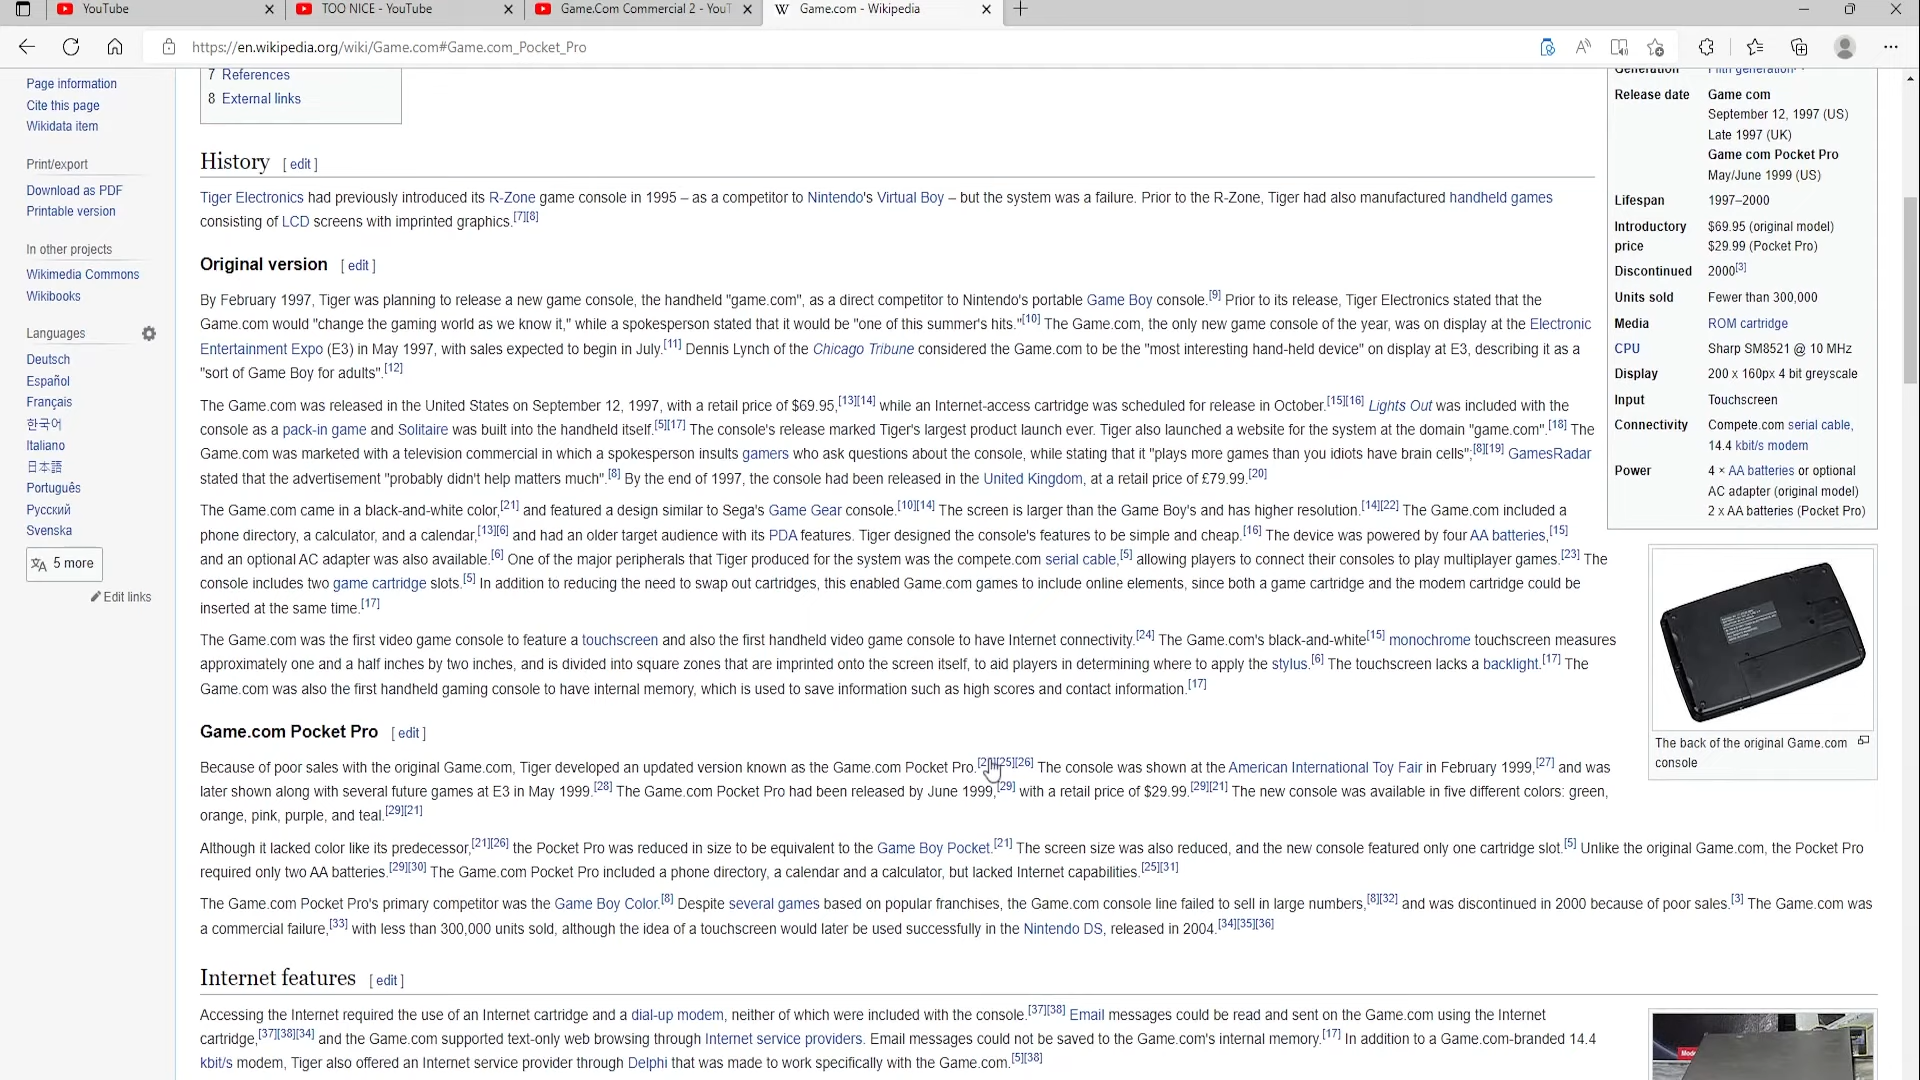 YouTube
TOO NICE - YouTube
Game.Com Commercial 2 - YouT
Game.com - Wikipedia
https://en.wikipedia.org/wiki/Game.com#Game.com_Pocket_Pro
Page information
Cite this page
Wikidata item
Print/export
Download as PDF
Printable version
In other projects
Wikimedia Commons
Wikibooks
Languages
Deutsch
Español
Français
한국어
Italiano
日本語
Português
Русский
Svenska
5 more
Edit links
7 References
8 External links
History [ edit ]
Tiger Electronics had previously introduced its R-Zone game console in 1995 – as a competitor to Nintendo's Virtual Boy – but the system was a failure. Prior to the R-Zone, Tiger had also manufactured handheld games
consisting of LCD screens with imprinted graphics.[7][8]
Original version [ edit ]
By February 1997, Tiger was planning to release a new game console, the handheld "game.com", as a direct competitor to Nintendo's portable Game Boy console.[9] Prior to its release, Tiger Electronics stated that the
Game.com would "change the gaming world as we know it," while a spokesperson stated that it would be "one of this summer's hits."[10] The Game.com, the only new game console of the year, was on display at the Electronic
Entertainment Expo (E3) in May 1997, with sales expected to begin in July.[11] Dennis Lynch of the Chicago Tribune considered the Game.com to be the "most interesting hand-held device" on display at E3, describing it as a
"sort of Game Boy for adults".[12]
The Game.com was released in the United States on September 12, 1997, with a retail price of $69.95,[13][14] while an Internet-access cartridge was scheduled for release in October.[15][16] Lights Out was included with the
console as a pack-in game and Solitaire was built into the handheld itself.[5][17] The console's release marked Tiger's largest product launch ever. Tiger also launched a website for the system at the domain "game.com".[18] The
Game.com was marketed with a television commercial in which a spokesperson insults gamers who ask questions about the console, while stating that it "plays more games than you idiots have brain cells";[8][19] GamesRadar
stated that the advertisement "probably didn't help matters much".[8] By the end of 1997, the console had been released in the United Kingdom, at a retail price of £79.99.[20]
The Game.com came in a black-and-white color,[21] and featured a design similar to Sega's Game Gear console.[10][14] The screen is larger than the Game Boy's and has higher resolution.[14][22] The Game.com included a
phone directory, a calculator, and a calendar,[13][6] and had an older target audience with its PDA features. Tiger designed the console's features to be simple and cheap.[16] The device was powered by four AA batteries,[15]
and an optional AC adapter was also available.[6] One of the major peripherals that Tiger produced for the system was the compete.com serial cable,[5] allowing players to connect their consoles to play multiplayer games.[23] The
console includes two game cartridge slots.[5] In addition to reducing the need to swap out cartridges, this enabled Game.com games to include online elements, since both a game cartridge and the modem cartridge could be
inserted at the same time.[17]
The Game.com was the first video game console to feature a touchscreen and also the first handheld video game console to have Internet connectivity.[24] The Game.com's black-and-white[15] monochrome touchscreen measures
approximately one and a half inches by two inches, and is divided into square zones that are imprinted onto the screen itself, to aid players in determining where to apply the stylus.[6] The touchscreen lacks a backlight.[17] The
Game.com was also the first handheld gaming console to have internal memory, which is used to save information such as high scores and contact information.[17]
Game.com Pocket Pro [ edit ]
Because of poor sales with the original Game.com, Tiger developed an updated version known as the Game.com Pocket Pro.[25][26] The console was shown at the American International Toy Fair in February 1999,[27] and was
later shown along with several future games at E3 in May 1999.[28] The Game.com Pocket Pro had been released by June 1999,[29] with a retail price of $29.99.[29][21] The new console was available in five different colors: green,
orange, pink, purple, and teal.[29][21]
Although it lacked color like its predecessor,[21][26] the Pocket Pro was reduced in size to be equivalent to the Game Boy Pocket.[21] The screen size was also reduced, and the new console featured only one cartridge slot.[5] Unlike the original Game.com, the Pocket Pro
required only two AA batteries.[29][30] The Game.com Pocket Pro included a phone directory, a calendar and a calculator, but lacked Internet capabilities.[25][31]
The Game.com Pocket Pro's primary competitor was the Game Boy Color.[8] Despite several games based on popular franchises, the Game.com console line failed to sell in large numbers,[8][32] and was discontinued in 2000 because of poor sales.[3] The Game.com was
a commercial failure,[33] with less than 300,000 units sold, although the idea of a touchscreen would later be used successfully in the Nintendo DS, released in 2004.[34][35][36]
Internet features [ edit ]
Accessing the Internet required the use of an Internet cartridge and a dial-up modem, neither of which were included with the console.[37][38] Email messages could be read and sent on the Game.com using the Internet
cartridge,[37][38][34] and the Game.com supported text-only web browsing through Internet service providers. Email messages could not be saved to the Game.com's internal memory.[17] In addition to a Game.com-branded 14.4
kbit/s modem, Tiger also offered an Internet service provider through Delphi that was made to work specifically with the Game.com.[5][38]
Generation Fifth generation
Release date Game com
September 12, 1997 (US)
Late 1997 (UK)
Game com Pocket Pro
May/June 1999 (US)
Lifespan 1997–2000
Introductory price $69.95 (original model)
$29.99 (Pocket Pro)
Discontinued 2000[3]
Units sold Fewer than 300,000
Media ROM cartridge
CPU Sharp SM8521 @ 10 MHz
Display 200 x 160px 4 bit greyscale
Input Touchscreen
Connectivity Compete.com serial cable,
14.4 kbit/s modem
Power 4 × AA batteries or optional
AC adapter (original model)
2 x AA batteries (Pocket Pro)
The back of the original Game.com
console